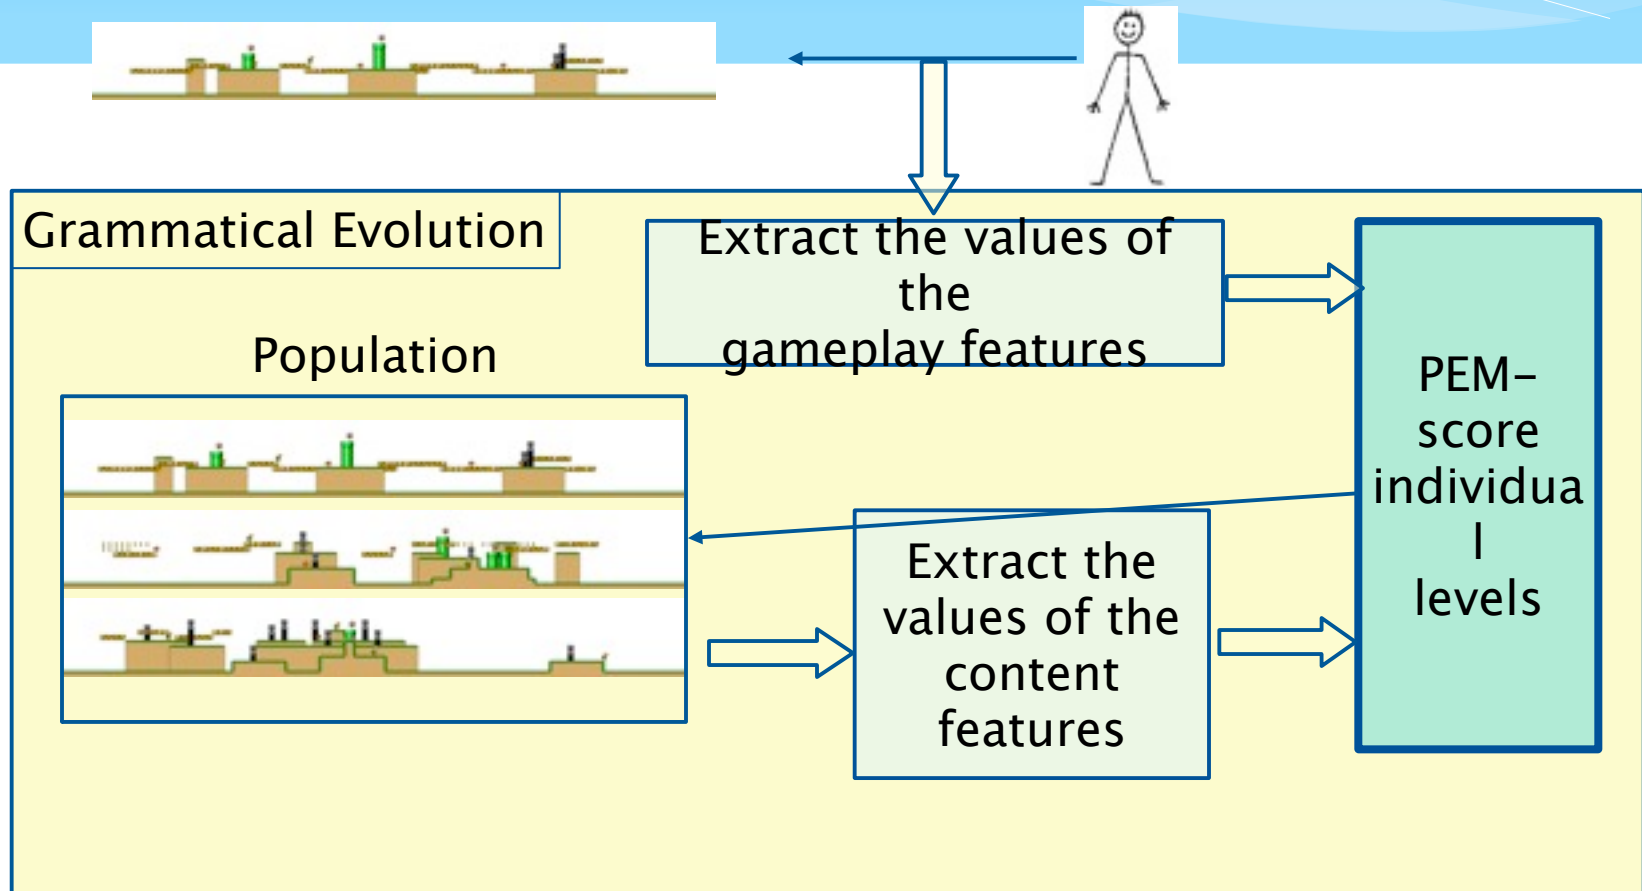 Grammatical Evolution
Extract the values of
the
gameplay features
Population
PEM-
score
individua
l
levels
Extract the
values of the
content
features